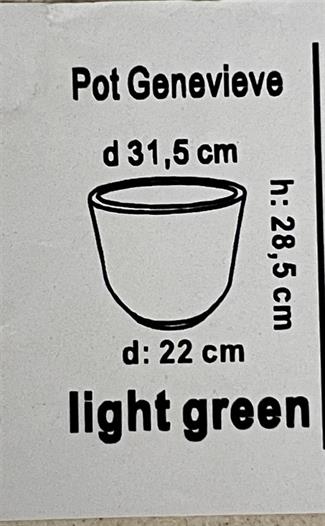 Pot Genevieve
d 31,5 cm
h: 28,5 cm
d: 22 cm
light green